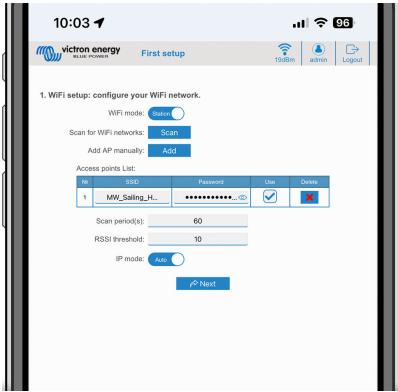 10:03
96
victron energy
BLUE POWER
First setup
19dBm
admin
Logout
1. WiFi setup: configure your WiFi network.
WiFi mode: Station
Scan for WiFi networks: Scan
Add AP manually: Add
Access points List:
Nr SSID Password Use Delete
1 MW_Sailing_H... •••••••••••...
Scan period(s): 60
RSSI threshold: 10
IP mode: Auto
Next